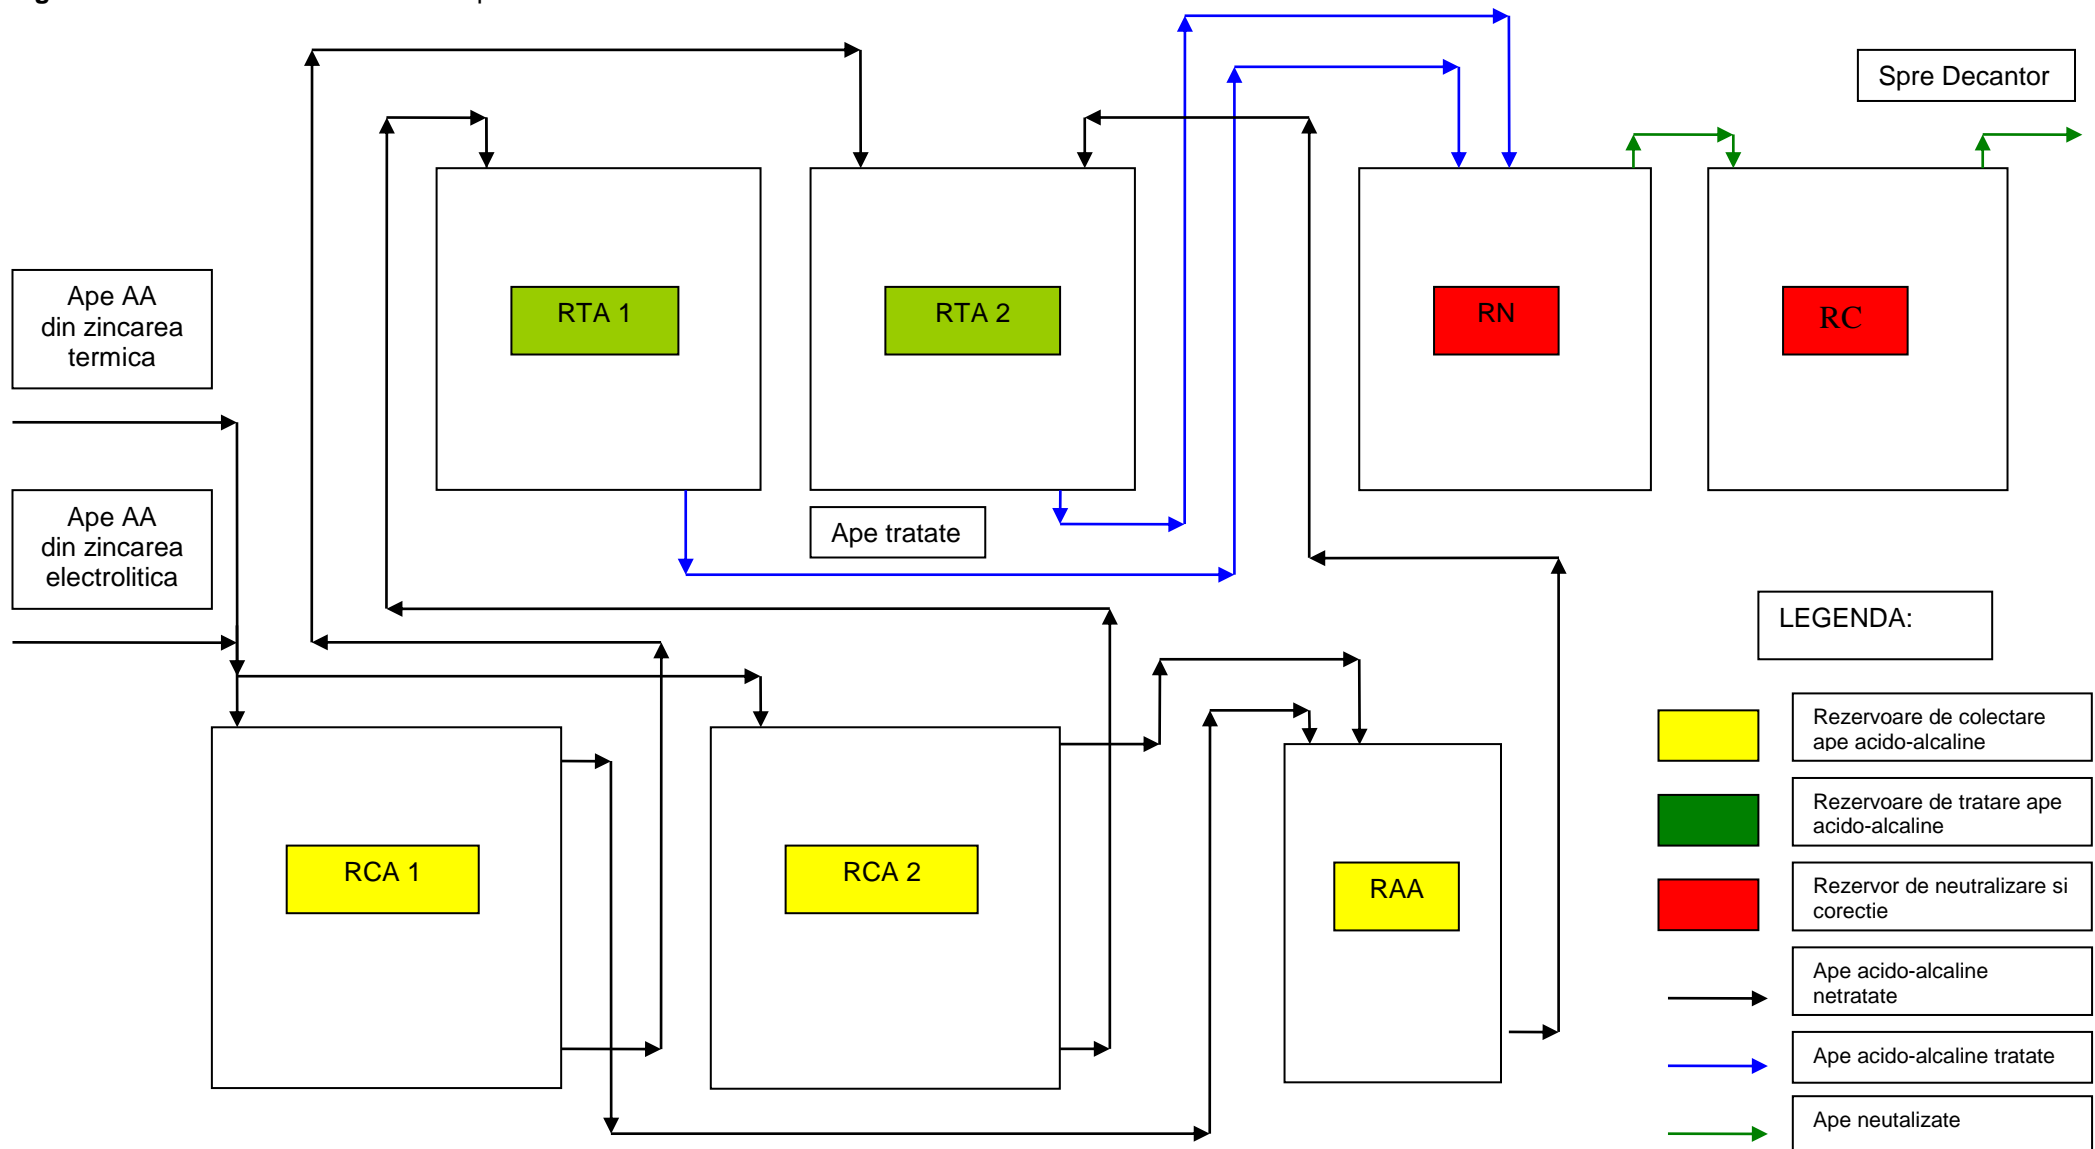 Spre Decantor
Ape AA
din zincarea
termica
RTA 1
RTA 2
RN
RC
Ape AA
din zincarea
electrolitica
Ape tratate
LEGENDA:
Rezervoare de colectare
ape acido-alcaline
Rezervoare de tratare ape
acido-alcaline
RCA 1
RCA 2
RAA
Rezervor de neutralizare si
corectie
Ape acido-alcaline
netratate
Ape acido-alcaline tratate
Ape neutalizate